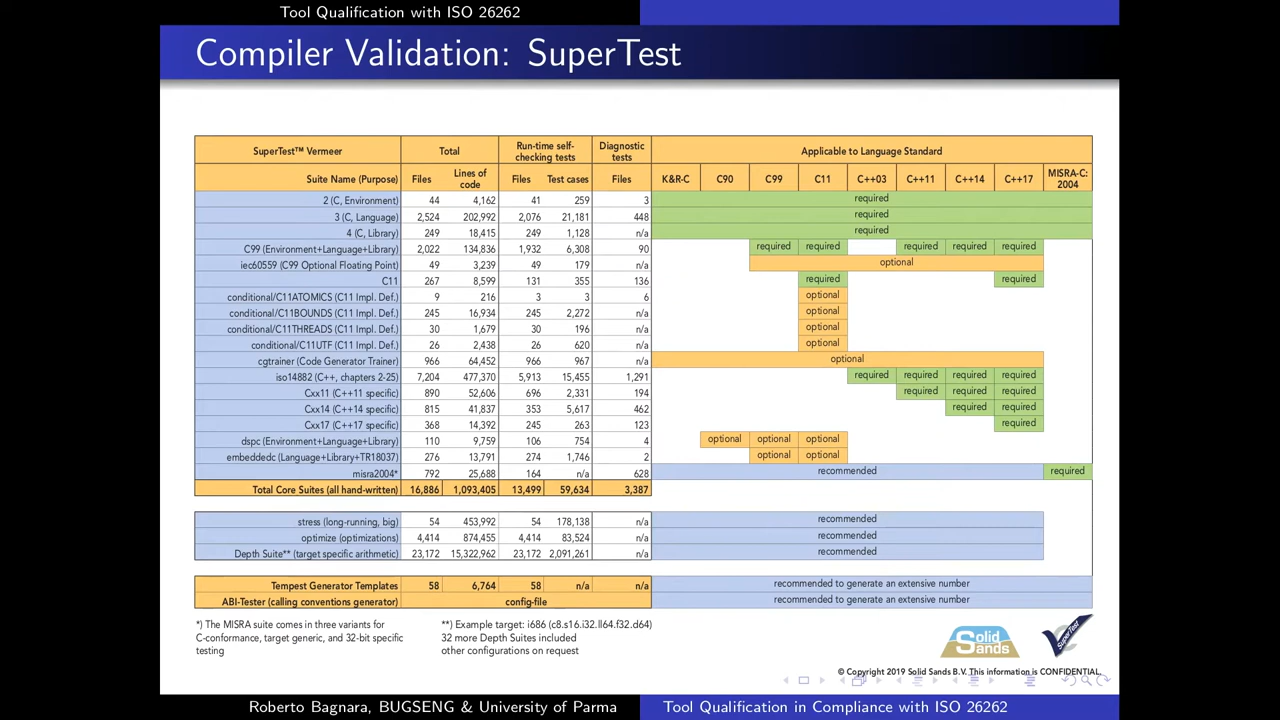 Tool Qualification with ISO 26262
Compiler Validation: SuperTest
SuperTest™ Vermeer Total Run-time self-checking tests Diagnostic tests Applicable to Language Standard
Suite Name (Purpose) Files Lines of code Files Test cases Files K&R-C C90 C99 C11 C++03 C++11 C++14 C++17 MISRA-C: 2004
2 (C, Environment) 44 4,162 41 259 3 required
3 (C, Language) 2,524 202,992 2,076 21,181 448 required
4 (C, Library) 249 18,415 249 1,128 n/a required
C99 (Environment+Language+Library) 2,022 134,836 1,932 6,308 90 required required required required required
iec60559 (C99 Optional Floating Point) 49 3,239 49 179 n/a optional
C11 267 8,599 131 355 136 required required
conditional/C11ATOMICS (C11 Impl. Def.) 9 216 3 3 6 optional
conditional/C11BOUNDS (C11 Impl. Def.) 245 16,934 245 2,272 n/a optional
conditional/C11THREADS (C11 Impl. Def.) 30 1,679 30 196 n/a optional
conditional/C11UTF (C11 Impl. Def.) 26 2,438 26 620 n/a optional
cgtrainer (Code Generator Trainer) 966 64,452 966 967 n/a optional
iso14882 (C++, chapters 2-25) 7,204 477,370 5,913 15,455 1,291 required required required required
Cxx11 (C++11 specific) 890 52,606 696 2,331 194 required required required
Cxx14 (C++14 specific) 815 41,837 353 5,617 462 required required
Cxx17 (C++17 specific) 368 14,392 245 263 123 required
dspc (Environment+Language+Library) 110 9,759 106 754 4 optional optional optional
embeddedc (Language+Library+TR18037) 276 13,791 274 1,746 2 optional optional
misra2004* 792 25,688 164 n/a 628 recommended required
Total Core Suites (all hand-written) 16,886 1,093,405 13,499 59,634 3,387
stress (long-running, big) 54 453,992 54 178,138 n/a recommended
optimize (optimizations) 4,414 874,455 4,414 83,524 n/a recommended
Depth Suite** (target specific arithmetic) 23,172 15,322,962 23,172 2,091,261 n/a recommended
Tempest Generator Templates 58 6,764 58 n/a n/a recommended to generate an extensive number
ABI-Tester (calling conventions generator) config-file recommended to generate an extensive number
*) The MISRA suite comes in three variants for
C-conformance, target generic, and 32-bit specific
testing
**) Example target: i686 (c8.s16.i32.ll64.f32.d64)
32 more Depth Suites included
other configurations on request
Solid Sands
SuperTest
© Copyright 2019 Solid Sands B.V. This information is CONFIDENTIAL.
Roberto Bagnara, BUGSENG & University of Parma
Tool Qualification in Compliance with ISO 26262